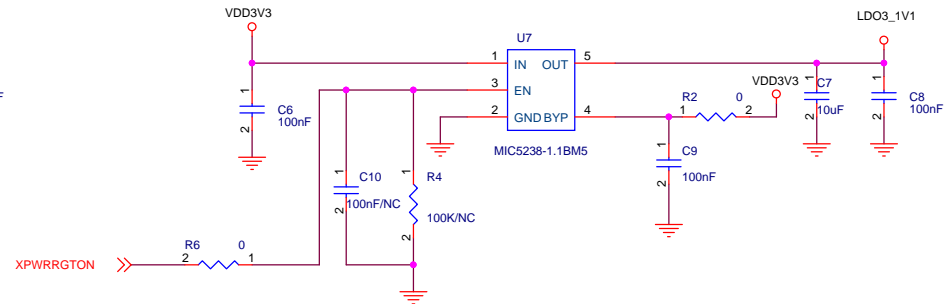 VDD3V3
LDO3_1V1
U7
1 IN OUT 5
3 EN
2 GND BYP 4
MIC5238-1.1BM5
1
C6
100nF
2
VDD3V3
R2 0
1 2
1
C7
10uF
2
1
C8
100nF
2
1
C9
100nF
2
1
C10
100nF/NC
2
1
R4
100K/NC
2
R6 0
2 1
XPWRRGTON
F